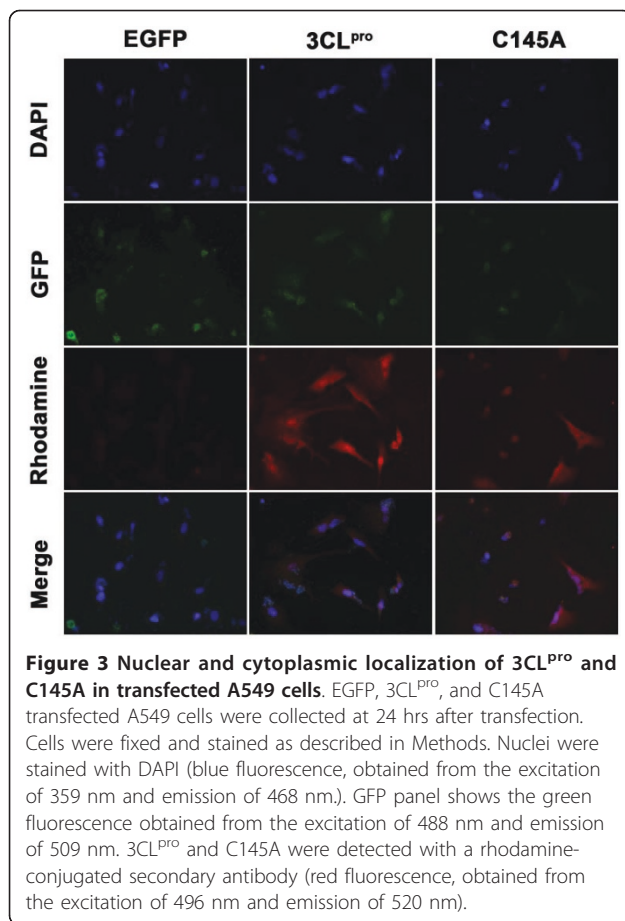 EGFP 3CLpro C145A
DAPI
GFP
Rhodamine
Merge
Figure 3 Nuclear and cytoplasmic localization of 3CLpro and
C145A in transfected A549 cells. EGFP, 3CLpro, and C145A
transfected A549 cells were collected at 24 hrs after transfection.
Cells were fixed and stained as described in Methods. Nuclei were
stained with DAPI (blue fluorescence, obtained from the excitation
of 359 nm and emission of 468 nm.). GFP panel shows the green
fluorescence obtained from the excitation of 488 nm and emission
of 509 nm. 3CLpro and C145A were detected with a rhodamine-
conjugated secondary antibody (red fluorescence, obtained from
the excitation of 496 nm and emission of 520 nm).